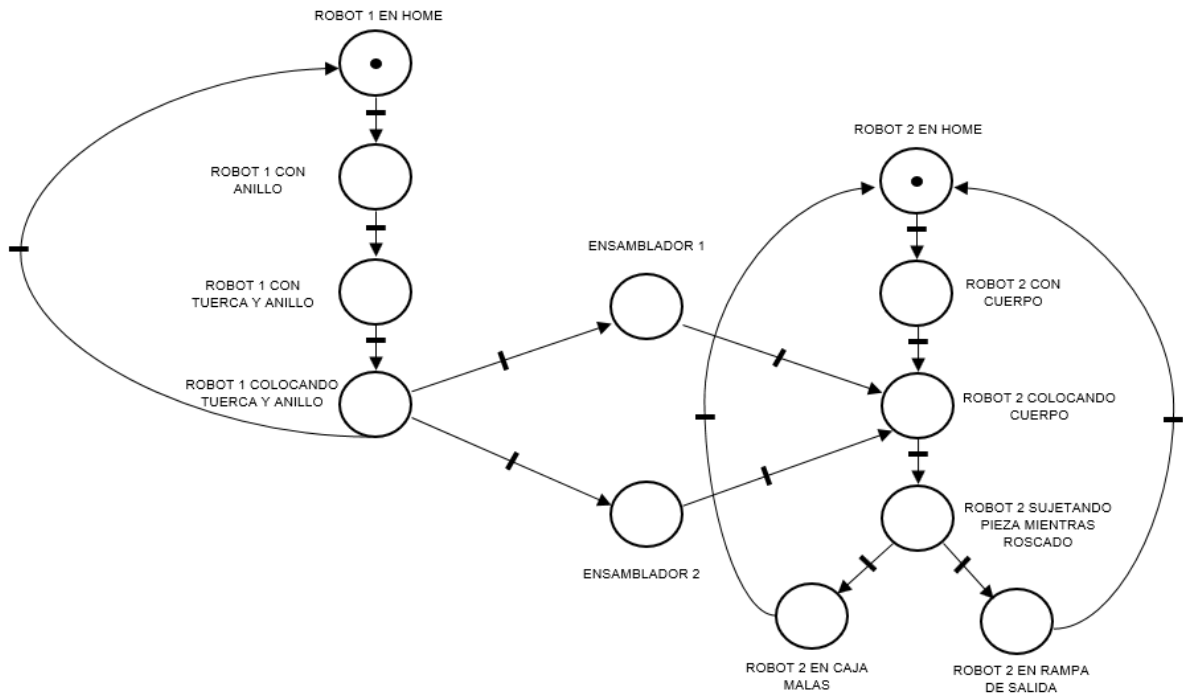 ROBOT 1 EN HOME
ROBOT 1 CON
ANILLO
ROBOT 1 CON
TUERCA Y ANILLO
ROBOT 1 COLOCANDO
TUERCA Y ANILLO
ENSAMBLADOR 1
ENSAMBLADOR 2
ROBOT 2 EN HOME
ROBOT 2 CON
CUERPO
ROBOT 2 COLOCANDO
CUERPO
ROBOT 2 SUJETANDO
PIEZA MIENTRAS
ROSCADO
ROBOT 2 EN CAJA
MALAS
ROBOT 2 EN RAMPA
DE SALIDA